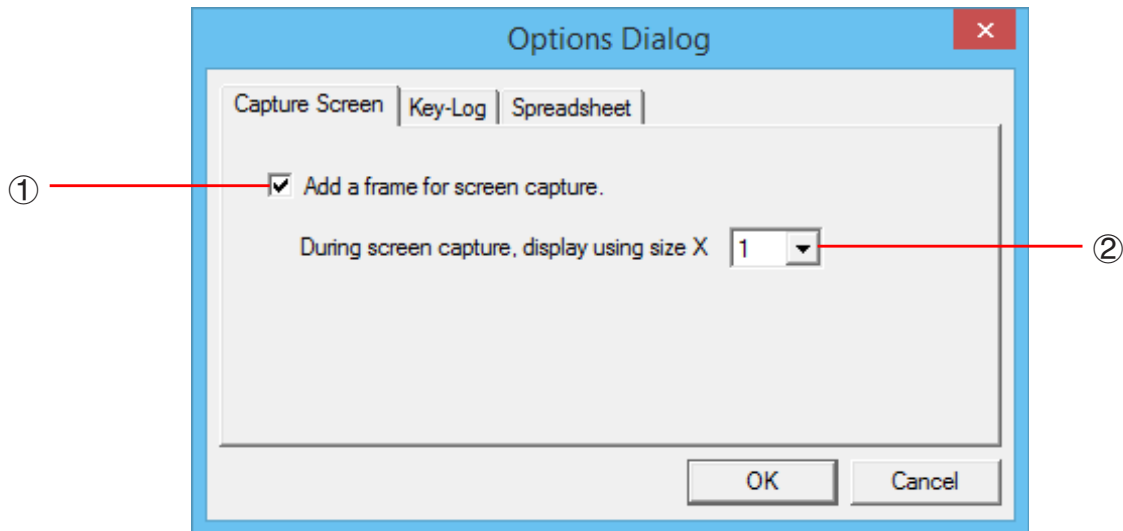 Options Dialog
Capture Screen Key-Log Spreadsheet
① Add a frame for screen capture.
During screen capture, display using size X 1 ②
OK Cancel